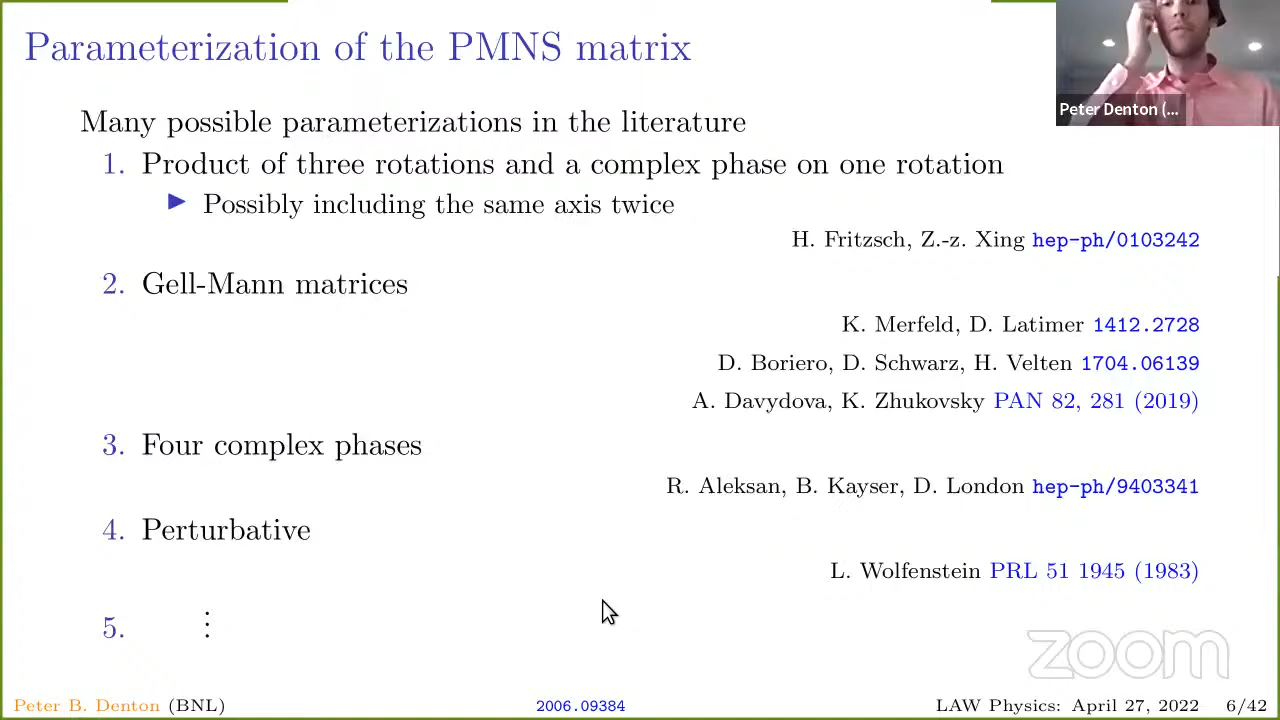 Parameterization of the PMNS matrix
Peter Denton (...
Many possible parameterizations in the literature
1. Product of three rotations and a complex phase on one rotation
▶ Possibly including the same axis twice
H. Fritzsch, Z.-z. Xing hep-ph/0103242
2. Gell-Mann matrices
K. Merfeld, D. Latimer 1412.2728
D. Boriero, D. Schwarz, H. Velten 1704.06139
A. Davydova, K. Zhukovsky PAN 82, 281 (2019)
3. Four complex phases
R. Aleksan, B. Kayser, D. London hep-ph/9403341
4. Perturbative
L. Wolfenstein PRL 51 1945 (1983)
5. ⋮
zoom
Peter B. Denton (BNL) 2006.09384 LAW Physics: April 27, 2022 6/42